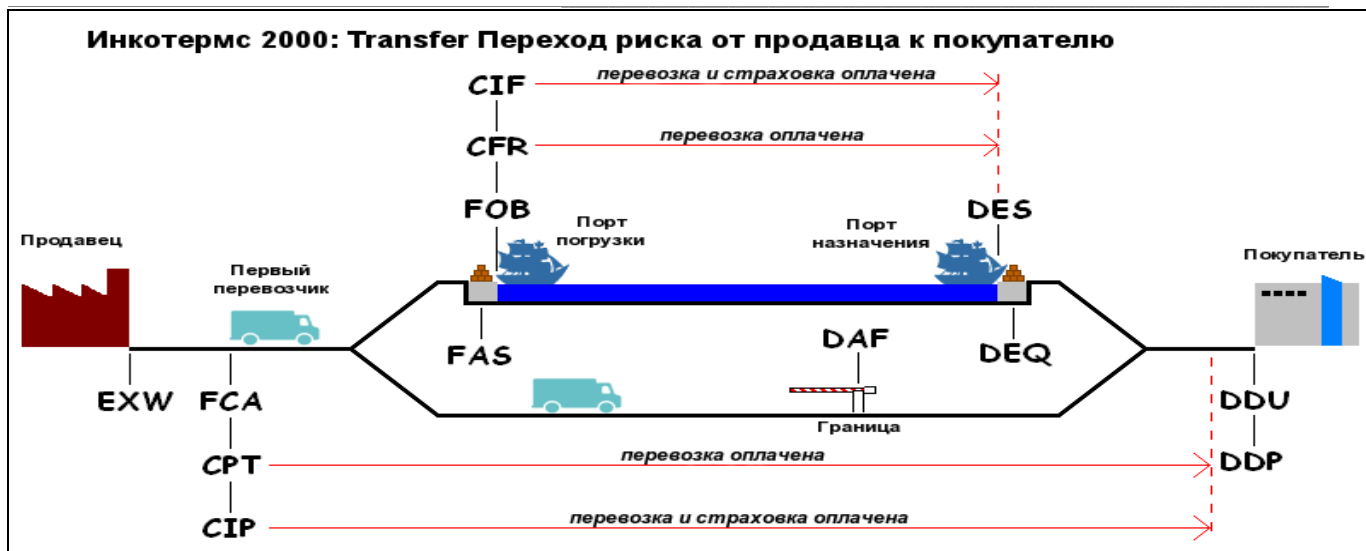 Инкотермс 2000: Transfer Переход риска от продавца к покупателю
перевозка и страховка оплачена
CIF
перевозка оплачена
CFR
FOB
DES
Порт
погрузки
Порт
назначения
Продавец
Первый
перевозчик
Покупатель
FAS
DAF
DEQ
EXW
FCA
Граница
DDU
CPT
перевозка оплачена
DDP
CIP
перевозка и страховка оплачена